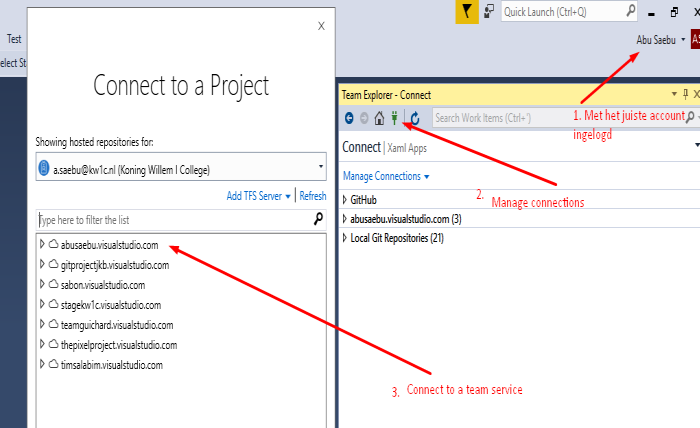 Quick Launch (Ctrl+Q)
Test
elect St
Abu Saebu
AS
X
Connect to a Project
Showing hosted repositories for:
a.saebu@kw1c.nl (Koning Willem I College)
Add TFS Server | Refresh
Type here to filter the list
abusaebu.visualstudio.com
gitprojectjkb.visualstudio.com
sabon.visualstudio.com
stagekw1c.visualstudio.com
teamguichard.visualstudio.com
thepixelproject.visualstudio.com
timsalabim.visualstudio.com
Team Explorer - Connect
Search Work Items (Ctrl+')
1. Met het juiste account
ingelogd
Connect | Xaml Apps
Manage Connections
2. Manage connections
GitHub
abusaebu.visualstudio.com (3)
Local Git Repositories (21)
3. Connect to a team service